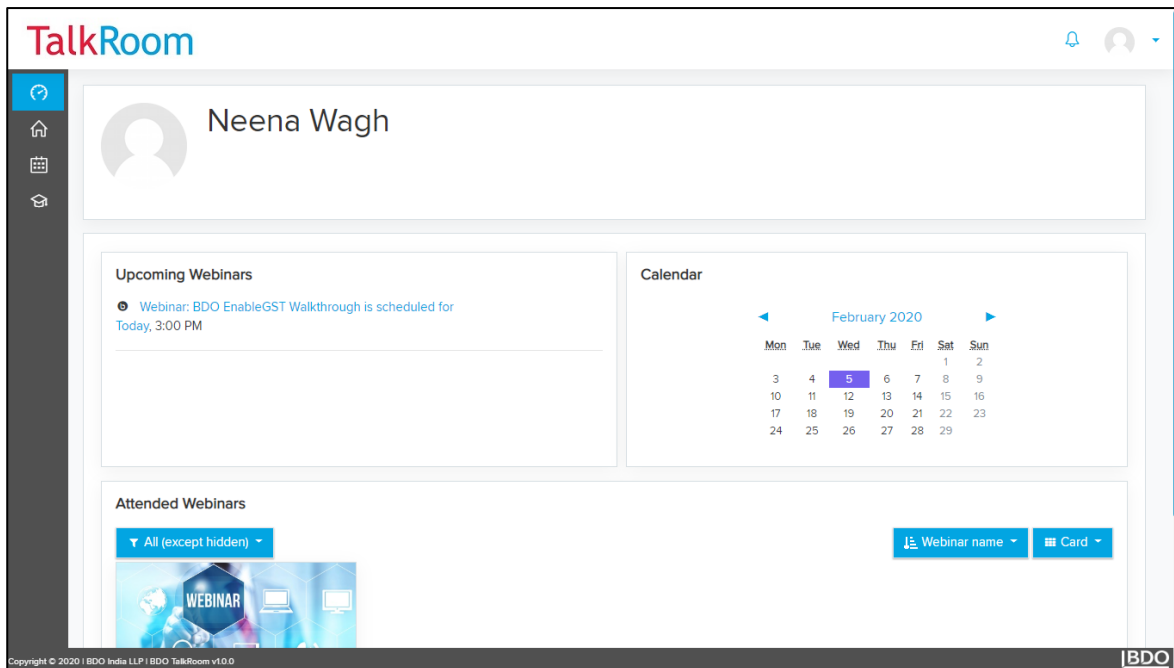 TalkRoom
Neena Wagh
Upcoming Webinars
Webinar: BDO EnableGST Walkthrough is scheduled for
Today, 3:00 PM
Calendar
February 2020
Mon Tue Wed Thu Fri Sat Sun
1 2
3 4 5 6 7 8 9
10 11 12 13 14 15 16
17 18 19 20 21 22 23
24 25 26 27 28 29
Attended Webinars
All (except hidden)
Webinar name
Card
WEBINAR
Copyright © 2020 | BDO India LLP | BDO TalkRoom v1.0.0
BDO